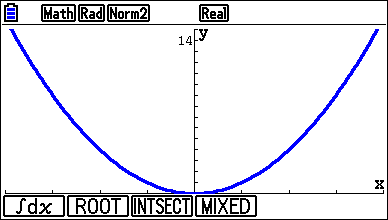 Math Rad Norm2 Real
y
14
x
∫dx ROOT INTSECT MIXED